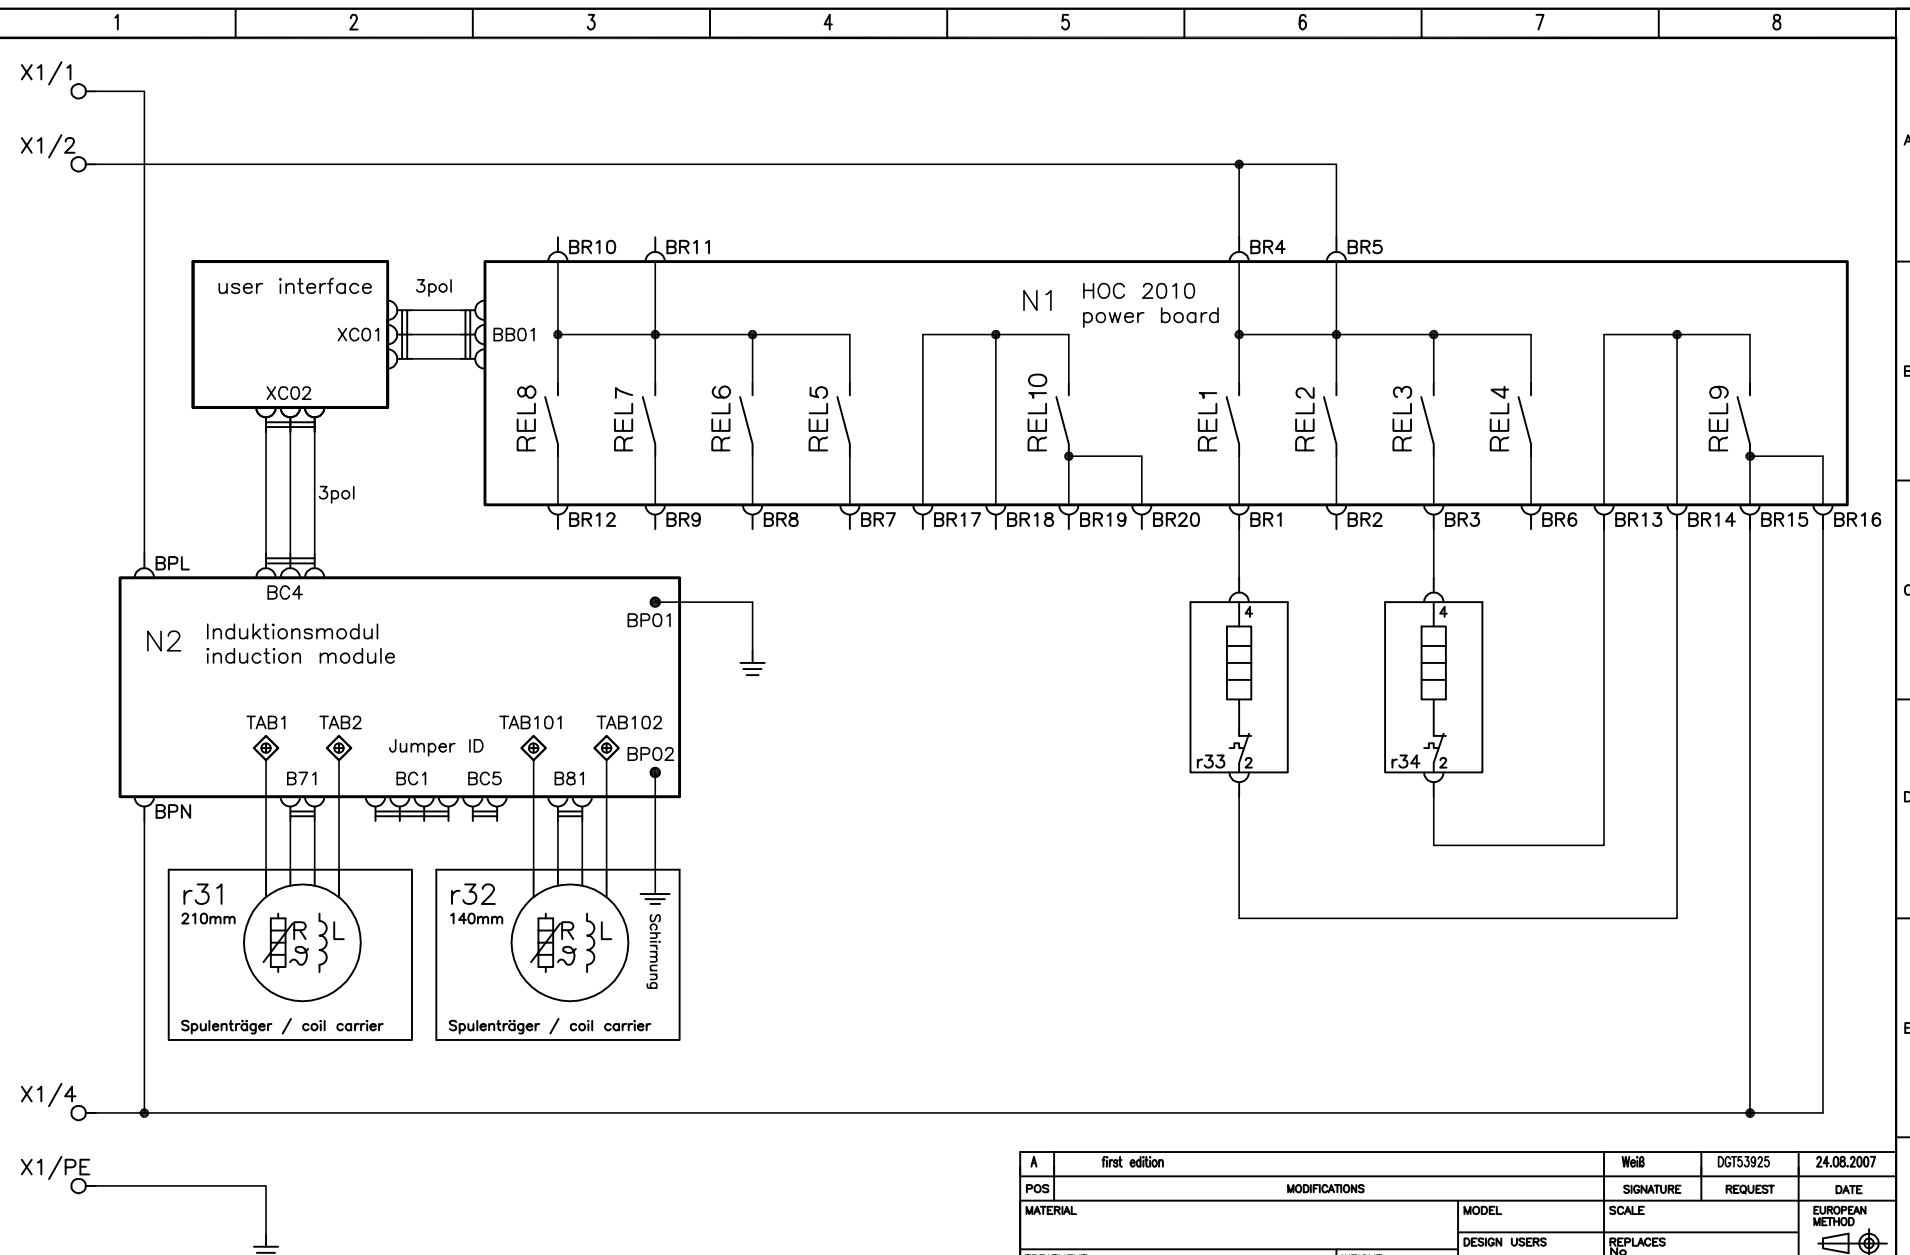 1 2 3 4 5 6 7 8
X1/1
X1/2
A
BR10 BR11 BR4 BR5
user interface 3pol
N1 HOC 2010
power board
XC01 BB01
XC02
B
REL8 REL7 REL6 REL5 REL10 REL1 REL2 REL3 REL4 REL9
3pol
BR12 BR9 BR8 BR7 BR17 BR18 BR19 BR20 BR1 BR2 BR3 BR6 BR13 BR14 BR15 BR16
BPL
BC4
C
BP01
4 4
N2 Induktionsmodul
induction module
TAB1 TAB2 TAB101 TAB102
Jumper ID BP02
r33 2 r34 2
B71 BC1 BC5 B81
BPN
D
r31 r32
210mm 140mm
R L R L
ϑ ϑ
Schirmung
Spulenträger / coil carrier Spulenträger / coil carrier
E
X1/4
X1/PE
A first edition Weiß DGT53925 24.08.2007
POS MODIFICATIONS SIGNATURE REQUEST DATE
MATERIAL MODEL SCALE EUROPEAN
METHOD
DESIGN USERS REPLACES
No